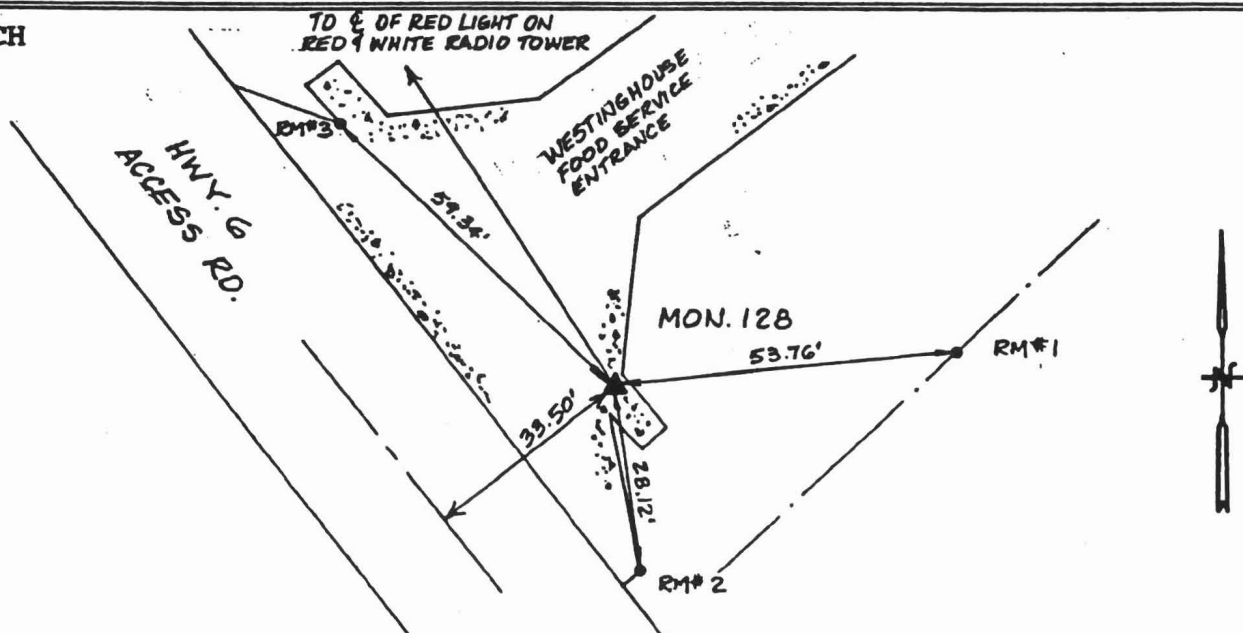 CH
TO ℄ OF RED LIGHT ON
RED & WHITE RADIO TOWER
WESTINGHOUSE
FOOD SERVICE
ENTRANCE
RM#3
HWY. 6
ACCESS RD.
59.34'
MON. 128
53.76'
RM#1
33.50'
28.12'
RM#2
N